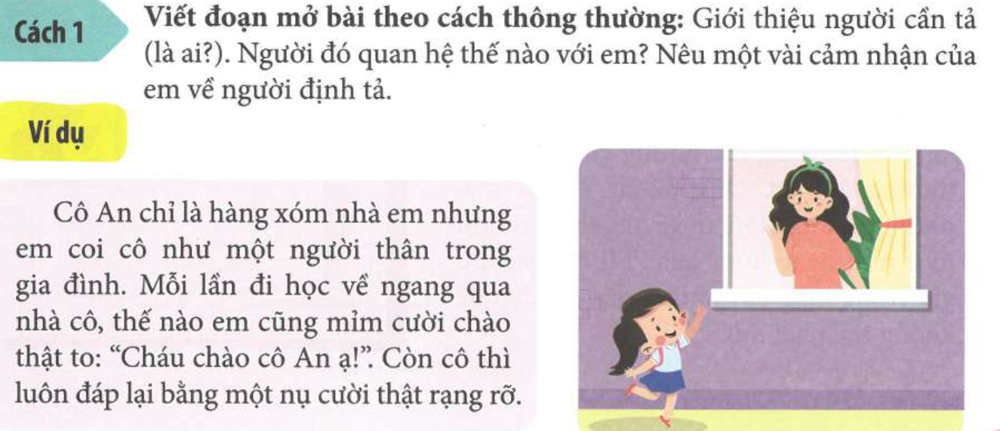 Cách 1
Viết đoạn mở bài theo cách thông thường: Giới thiệu người cần tả
(là ai?). Người đó quan hệ thế nào với em? Nêu một vài cảm nhận của
em về người định tả.
Ví dụ
Cô An chỉ là hàng xóm nhà em nhưng
em coi cô như một người thân trong
gia đình. Mỗi lần đi học về ngang qua
nhà cô, thế nào em cũng mỉm cười chào
thật to: “Cháu chào cô An ạ!”. Còn cô thì
luôn đáp lại bằng một nụ cười thật rạng rỡ.